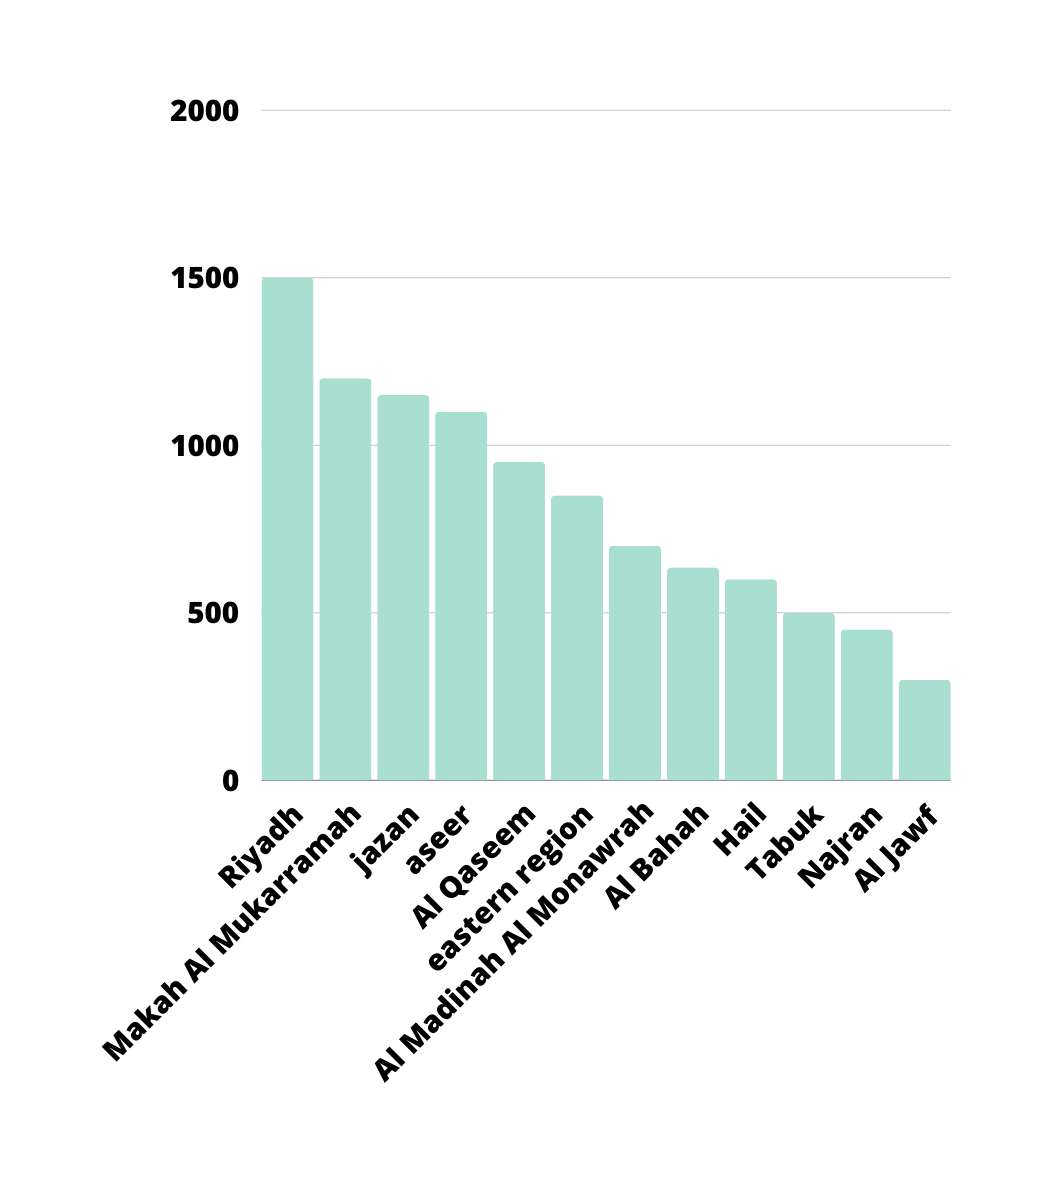 2000
1500
1000
500
0
Riyadh
Makah Al Mukarramah
jazan
aseer
Al Qaseem
eastern region
Al Madinah Al Monawrah
Al Bahah
Hail
Tabuk
Najran
Al Jawf